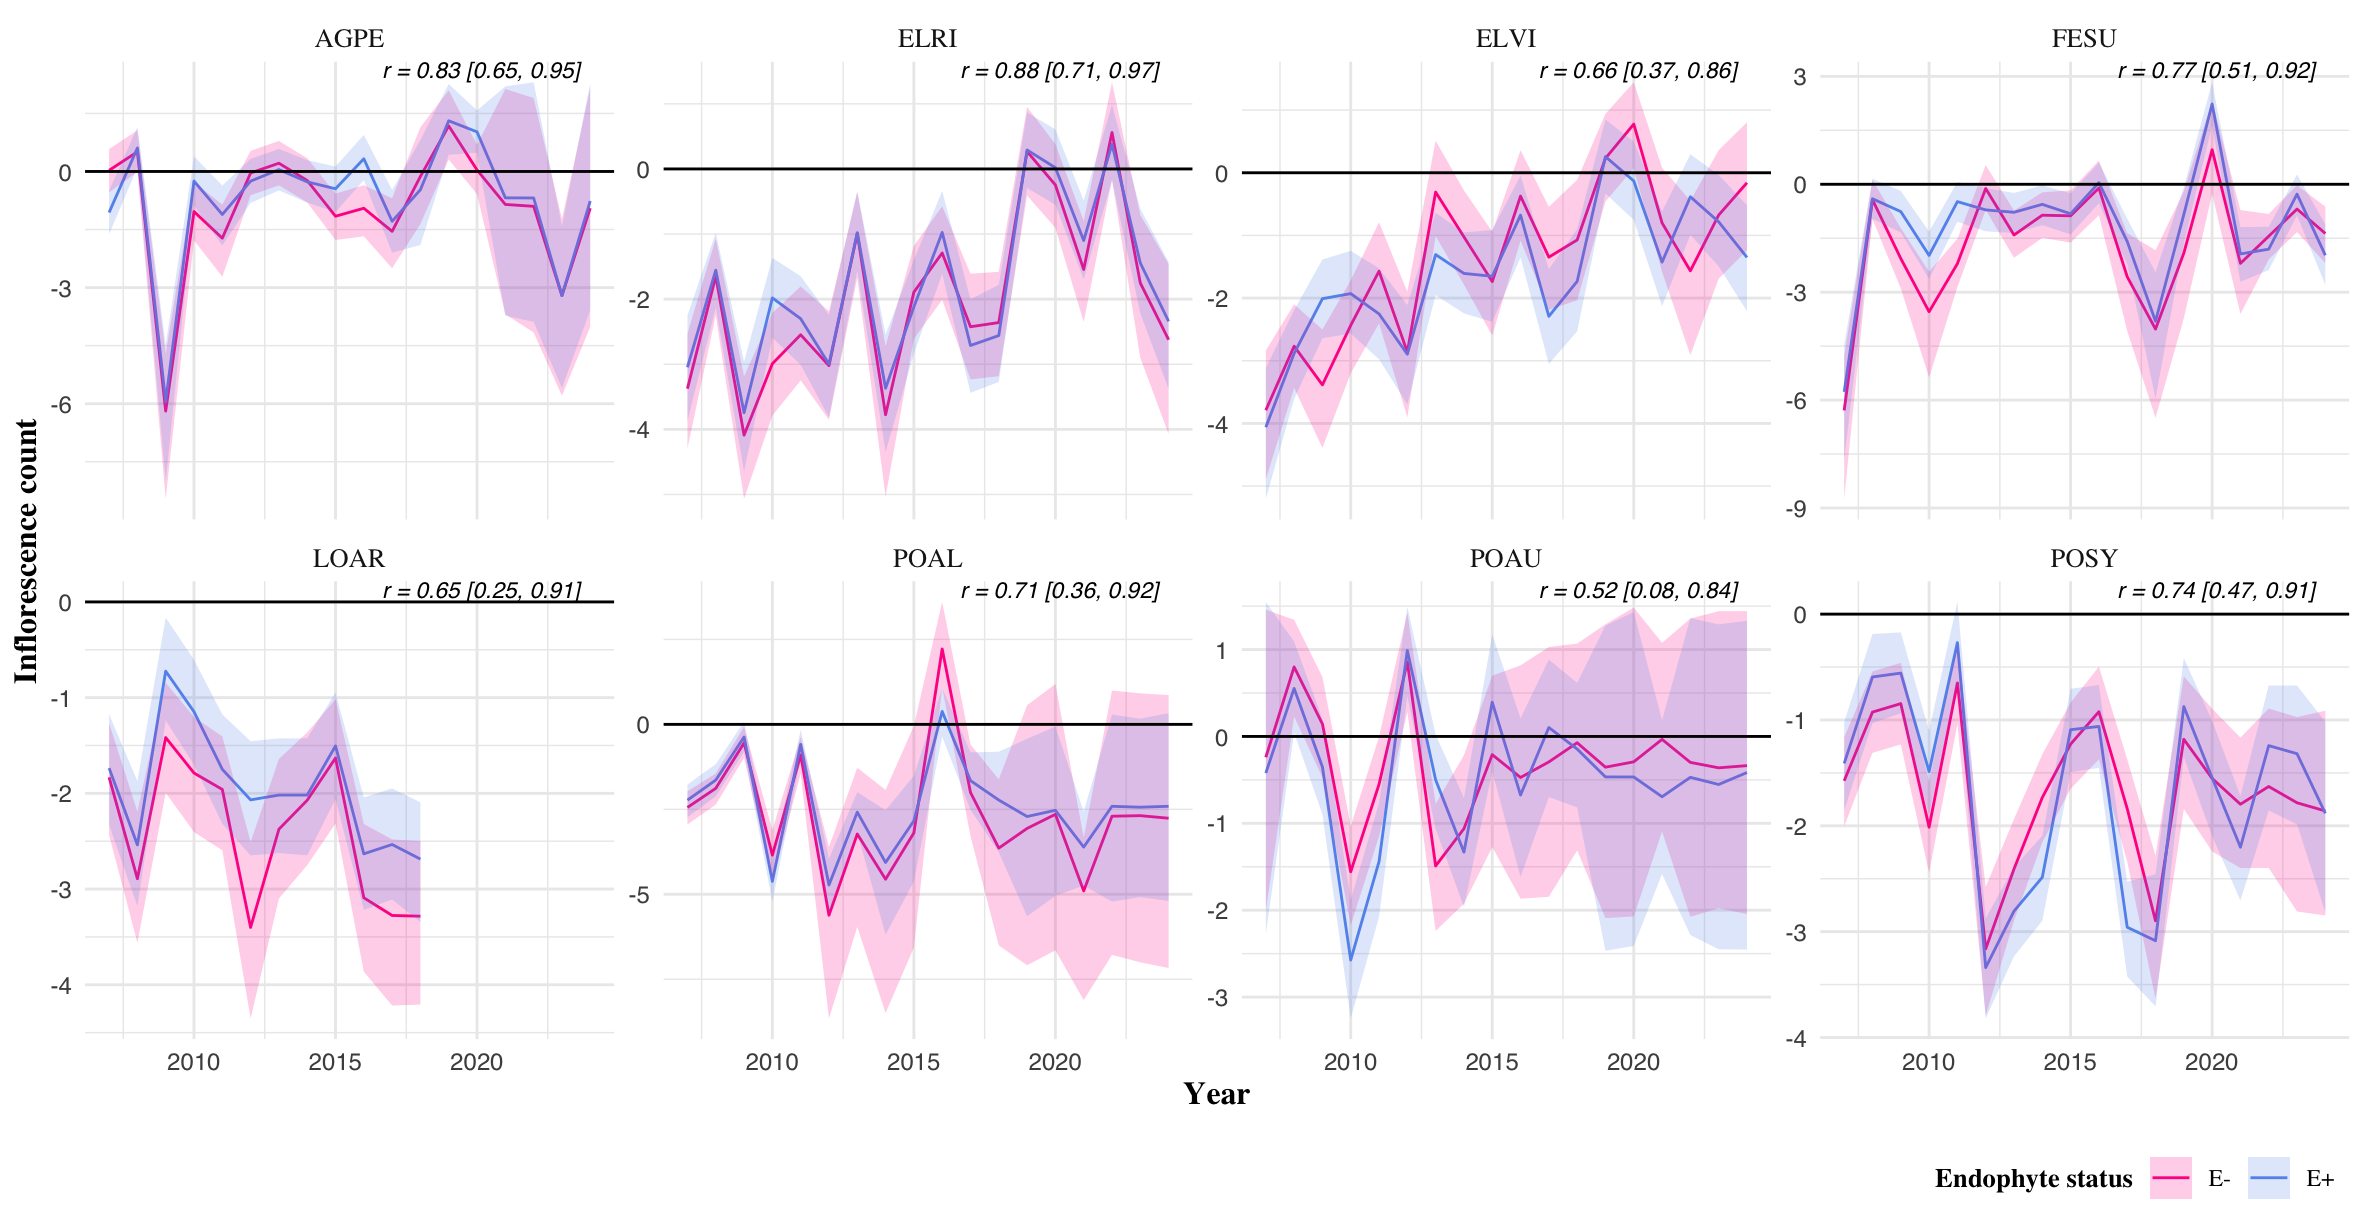 AGPE
r = 0.83 [0.65, 0.95]
0
-3
-6
ELRI
r = 0.88 [0.71, 0.97]
0
-2
-4
ELVI
r = 0.66 [0.37, 0.86]
0
-2
-4
FESU
r = 0.77 [0.51, 0.92]
3
0
-3
-6
-9
Inflorescence count
LOAR
r = 0.65 [0.25, 0.91]
0
-1
-2
-3
-4
2010 2015 2020
POAL
r = 0.71 [0.36, 0.92]
0
-5
2010 2015 2020
POAU
r = 0.52 [0.08, 0.84]
1
0
-1
-2
-3
2010 2015 2020
POSY
r = 0.74 [0.47, 0.91]
0
-1
-2
-3
-4
2010 2015 2020
Year
Endophyte status E- E+